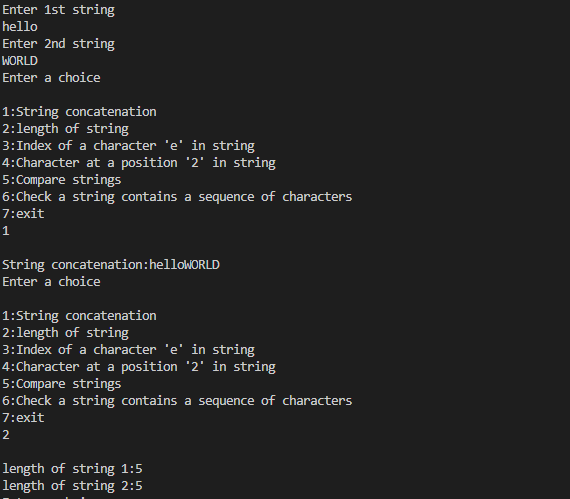 Enter 1st string
hello
Enter 2nd string
WORLD
Enter a choice
1:String concatenation
2:length of string
3:Index of a character 'e' in string
4:Character at a position '2' in string
5:Compare strings
6:Check a string contains a sequence of characters
7:exit
1
String concatenation:helloWORLD
Enter a choice
1:String concatenation
2:length of string
3:Index of a character 'e' in string
4:Character at a position '2' in string
5:Compare strings
6:Check a string contains a sequence of characters
7:exit
2
length of string 1:5
length of string 2:5